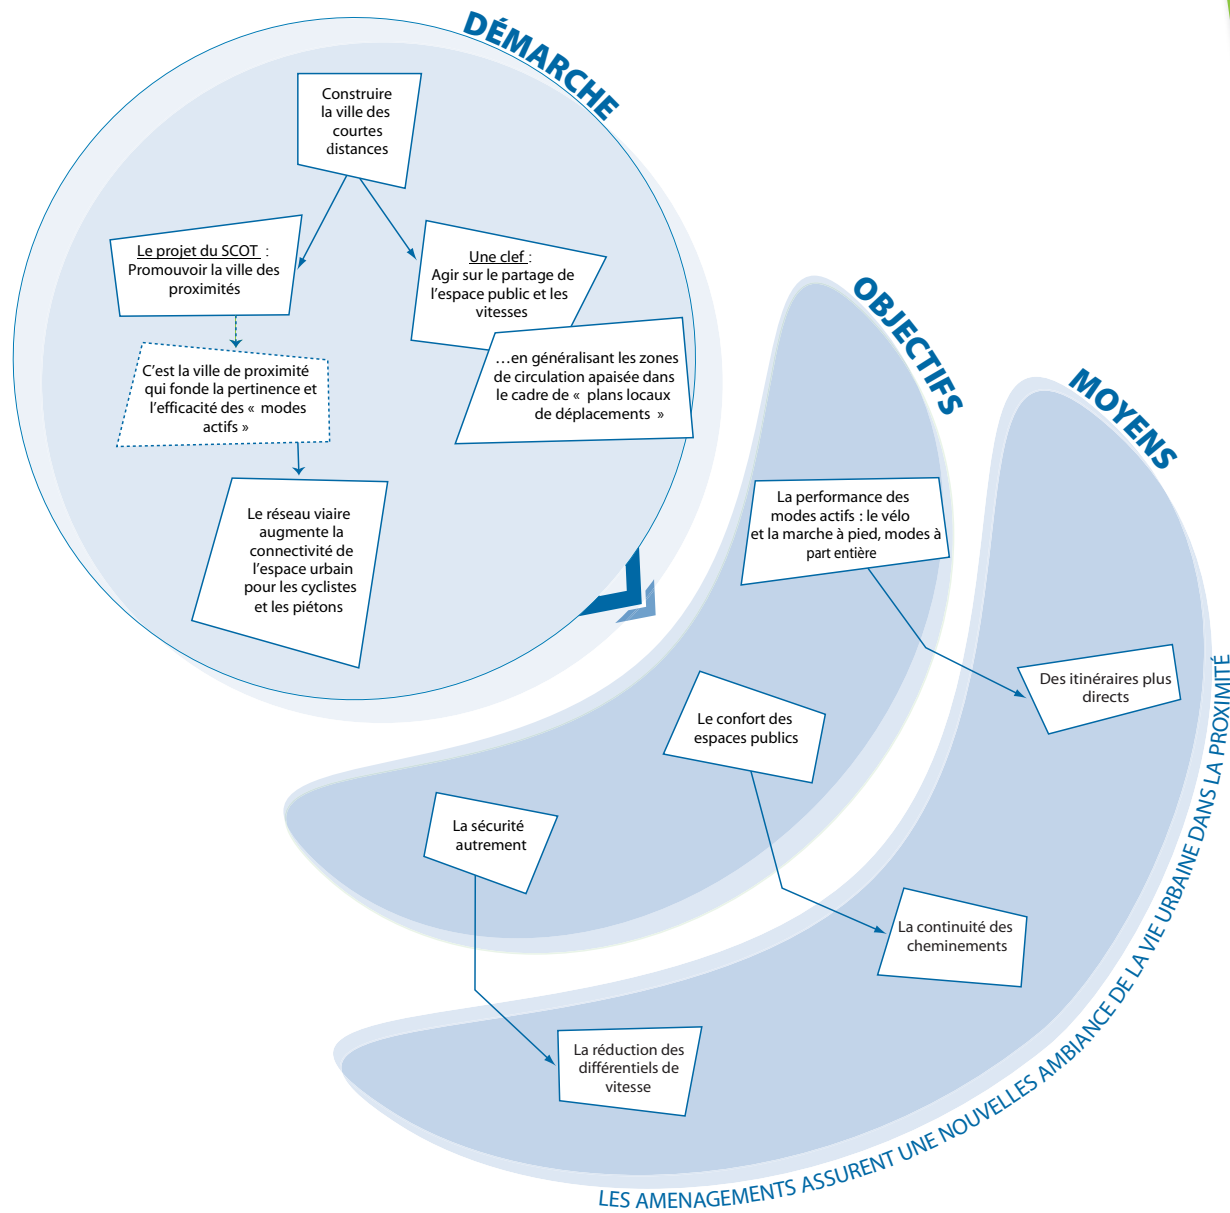 DÉMARCHE
Construire
la ville des
courtes
distances
Le projet du SCOT :
Promouvoir la ville des
proximités
Une clef :
Agir sur le partage de
l'espace public et les
vitesses
…en généralisant les zones
de circulation apaisée dans
le cadre de « plans locaux
de déplacements »
C'est la ville de proximité
qui fonde la pertinence et
l'efficacité des « modes
actifs »
Le réseau viaire
augmente la
connectivité de
l'espace urbain
pour les cyclistes
et les piétons
OBJECTIFS
La performance des
modes actifs : le vélo
et la marche à pied, modes à
part entière
Le confort des
espaces publics
La sécurité
autrement
MOYENS
Des itinéraires plus
directs
La continuité des
cheminements
La réduction des
différentiels de
vitesse
LES AMENAGEMENTS ASSURENT UNE NOUVELLES AMBIANCE DE LA VIE URBAINE DANS LA PROXIMITÉ